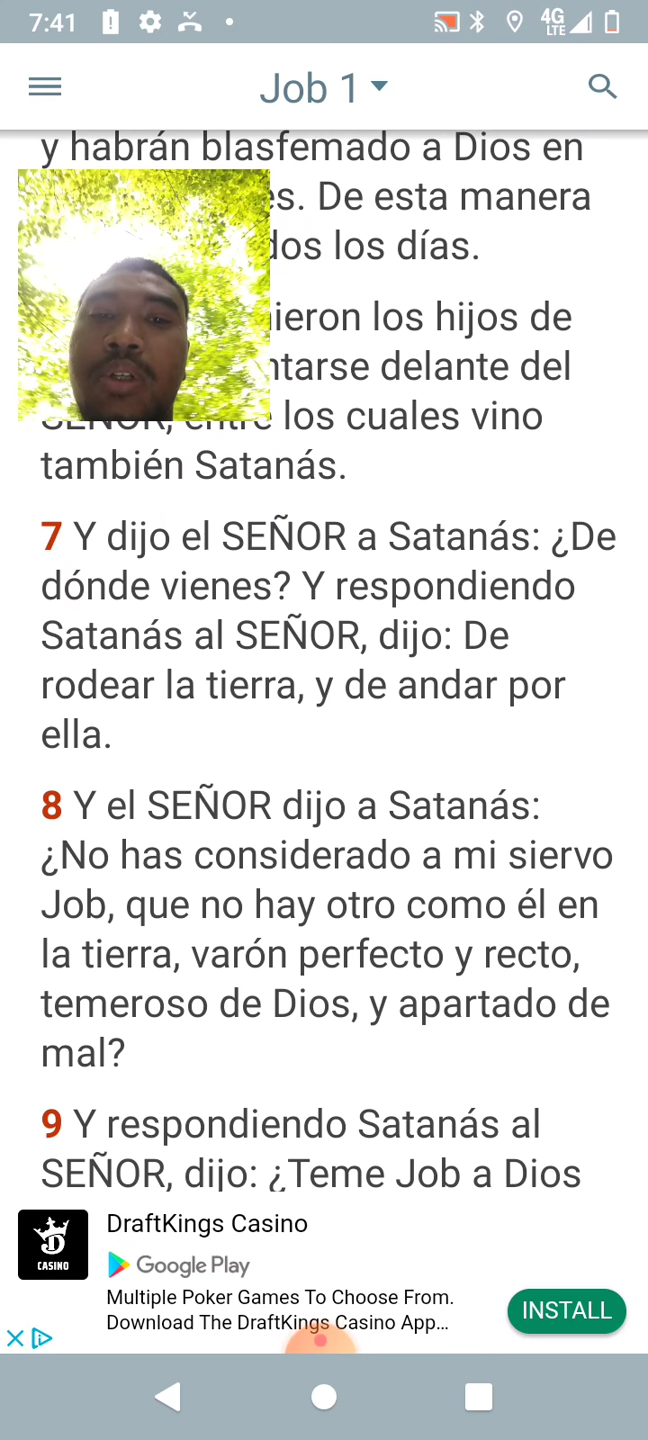 7:41
4G
LTE
Job 1
y habrán blasfemado a Dios en
De esta manera
los días.
los hijos de
delante del
los cuales vino
también Satanás.
7 Y dijo el SEÑOR a Satanás: ¿De
dónde vienes? Y respondiendo
Satanás al SEÑOR, dijo: De
rodear la tierra, y de andar por
ella.
8 Y el SEÑOR dijo a Satanás:
¿No has considerado a mi siervo
Job, que no hay otro como él en
la tierra, varón perfecto y recto,
temeroso de Dios, y apartado de
mal?
9 Y respondiendo Satanás al
SEÑOR, dijo: ¿Teme Job a Dios
CASINO
DraftKings Casino
Google Play
Multiple Poker Games To Choose From.
Download The DraftKings Casino App...
INSTALL